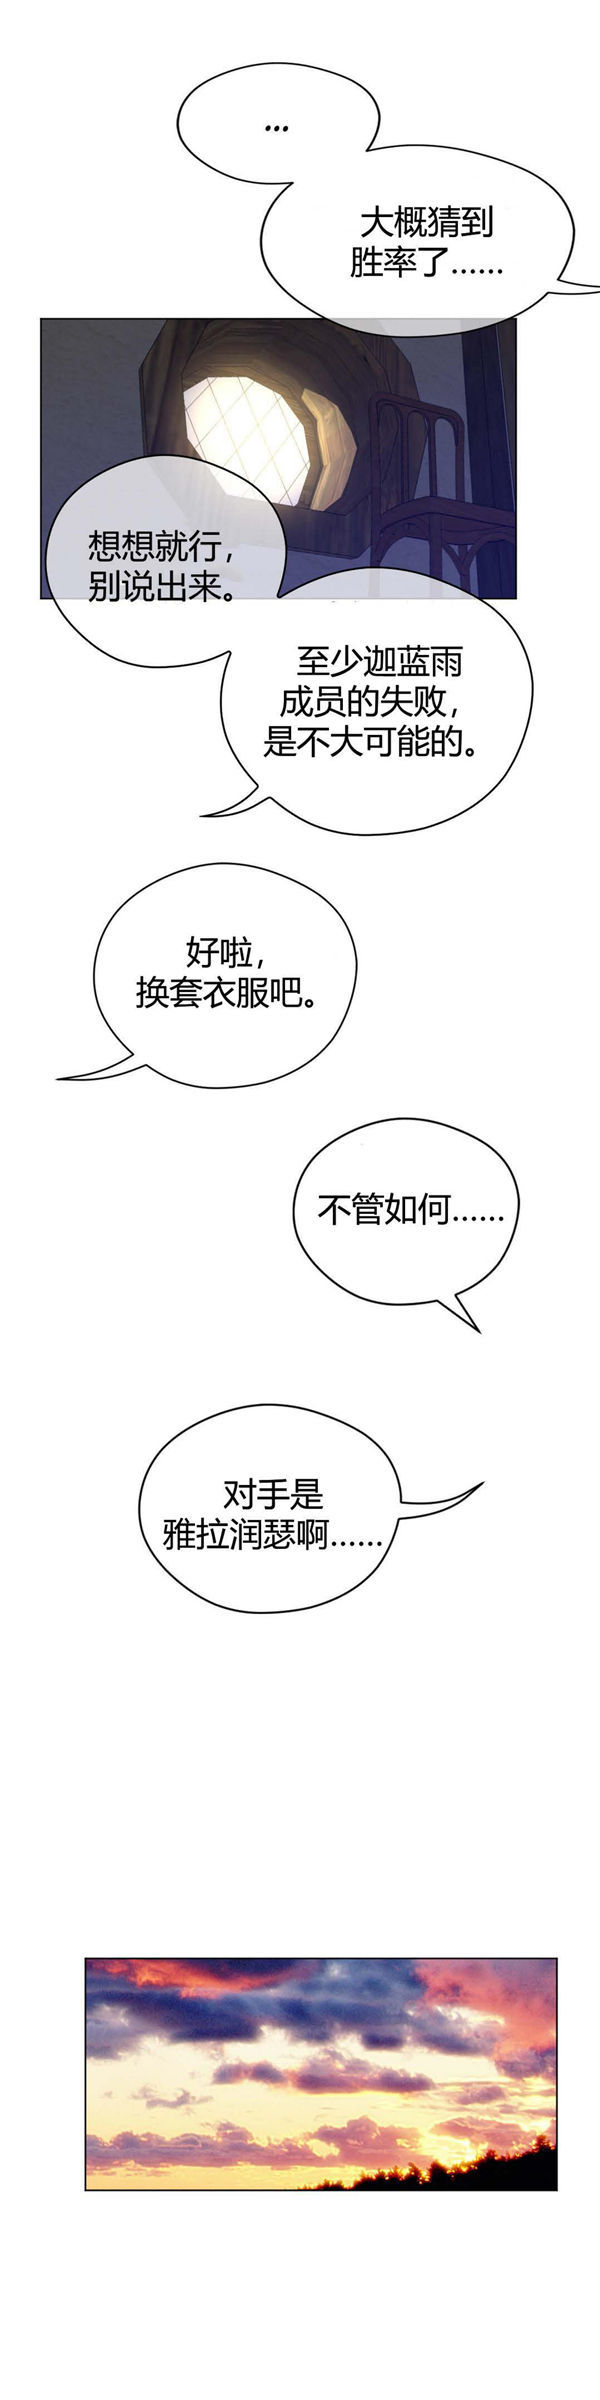 ...
大概猜到
胜率了……
想想就行，
别说出来。
至少迦蓝雨
成员的失败，
是不大可能的。
好啦，
换套衣服吧。
不管如何……
对手是
雅拉润瑟啊……